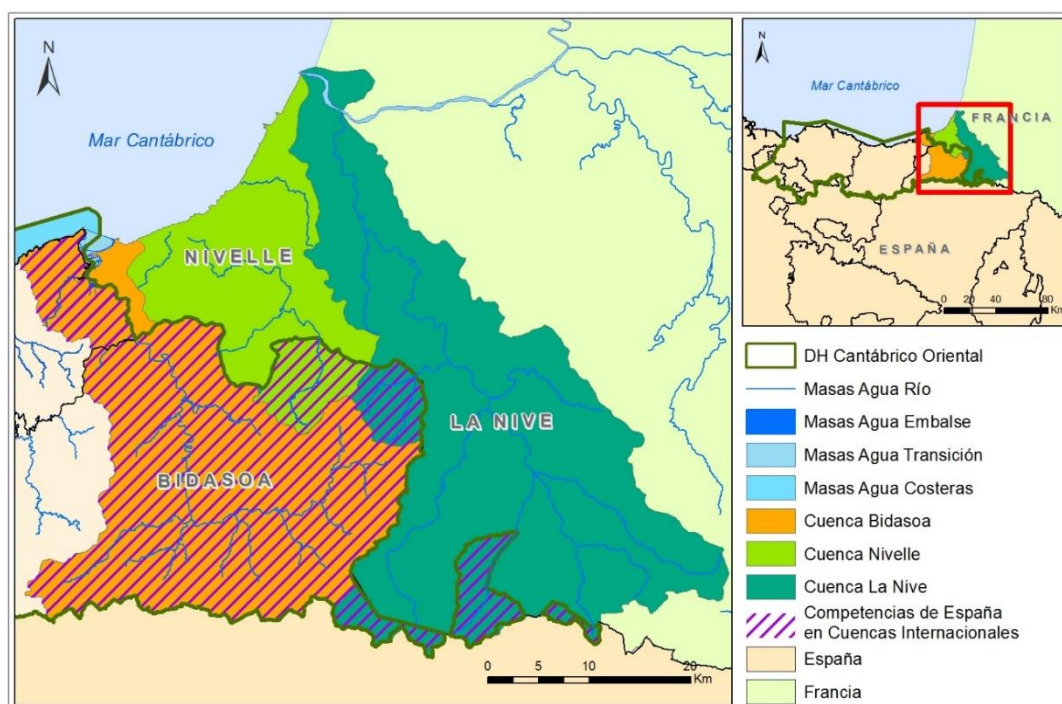 N
Mar Cantábrico
NIVELLE
LA NIVE
BIDASOA
0 5 10 20
Km
N
Mar Cantábrico
FRANCIA
ESPAÑA
0 20 40 80
Km
DH Cantábrico Oriental
Masas Agua Río
Masas Agua Embalse
Masas Agua Transición
Masas Agua Costeras
Cuenca Bidasoa
Cuenca Nivelle
Cuenca La Nive
Competencias de España
en Cuencas Internacionales
España
Francia